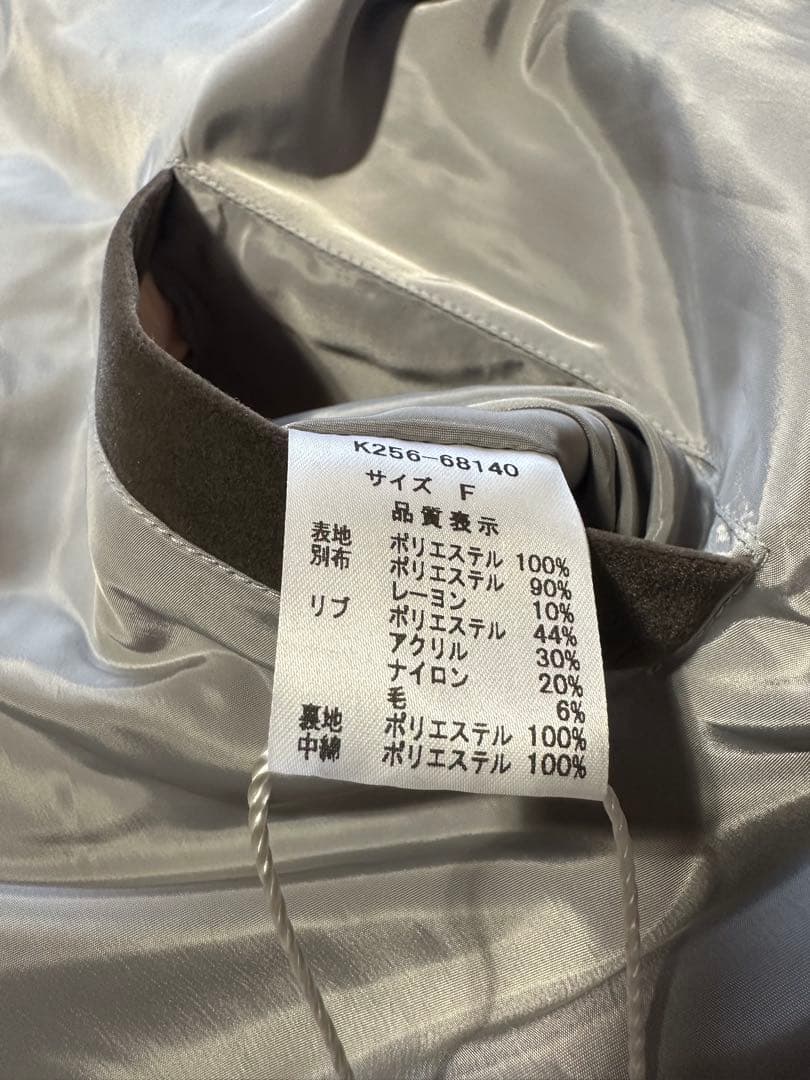 K256-68140
サイズ F
品質表示
表地 ポリエステル 100%
別布 ポリエステル 90%
レーヨン 10%
リブ ポリエステル 44%
アクリル 30%
ナイロン 20%
毛 6%
裏地 ポリエステル 100%
中綿 ポリエステル 100%